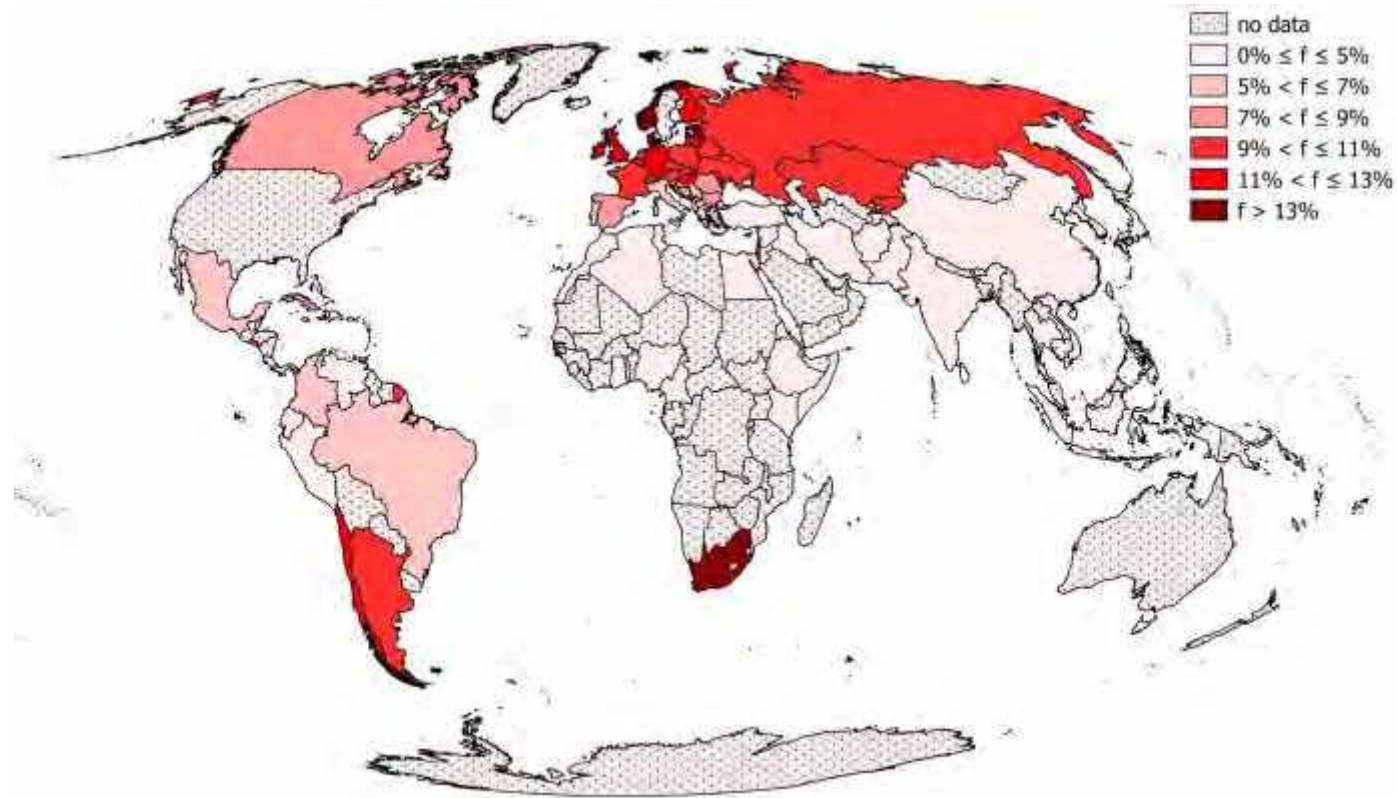 no data
0% ≤ f ≤ 5%
5% < f ≤ 7%
7% < f ≤ 9%
9% < f ≤ 11%
11% < f ≤ 13%
f > 13%